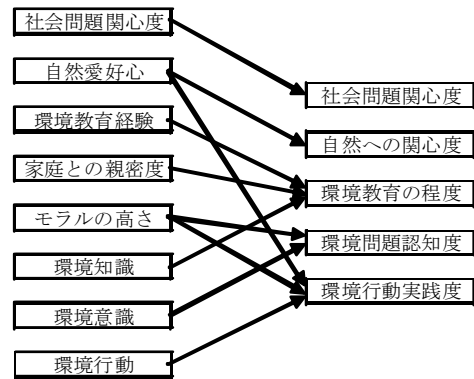 社会問題関心度
自然愛好心
環境教育経験
家庭との親密度
モラルの高さ
環境知識
環境意識
環境行動
社会問題関心度
自然への関心度
環境教育の程度
環境問題認知度
環境行動実践度